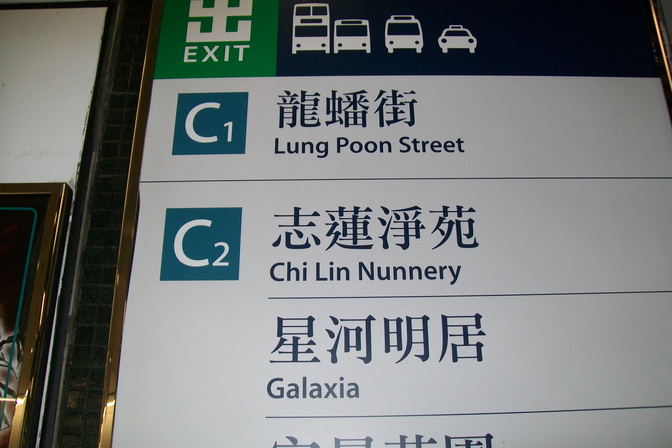 出
EXIT
C1
龍蟠街
Lung Poon Street
C2
志蓮淨苑
Chi Lin Nunnery
星河明居
Galaxia